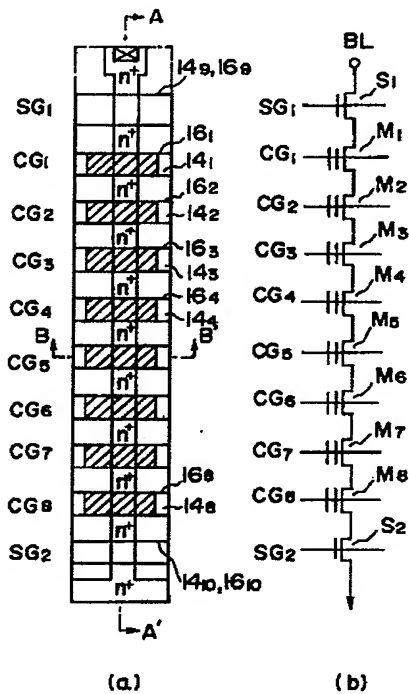 A
BL
n⁺
14₉,16₉
SG₁
n⁺
CG₁
16₁
14₁
n⁺
16₂
CG₂
14₂
n⁺
16₃
CG₃
14₃
n⁺
16₄
CG₄
14₄
n⁺
B
B'
CG₅
n⁺
CG₆
n⁺
CG₇
n⁺
16₈
CG₈
14₈
n⁺
SG₂
14₁₀,16₁₀
n⁺
A'
(a)
S₁
SG₁
M₁
CG₁
M₂
CG₂
M₃
CG₃
M₄
CG₄
M₅
CG₅
M₆
CG₆
M₇
CG₇
M₈
CG₈
S₂
SG₂
(b)